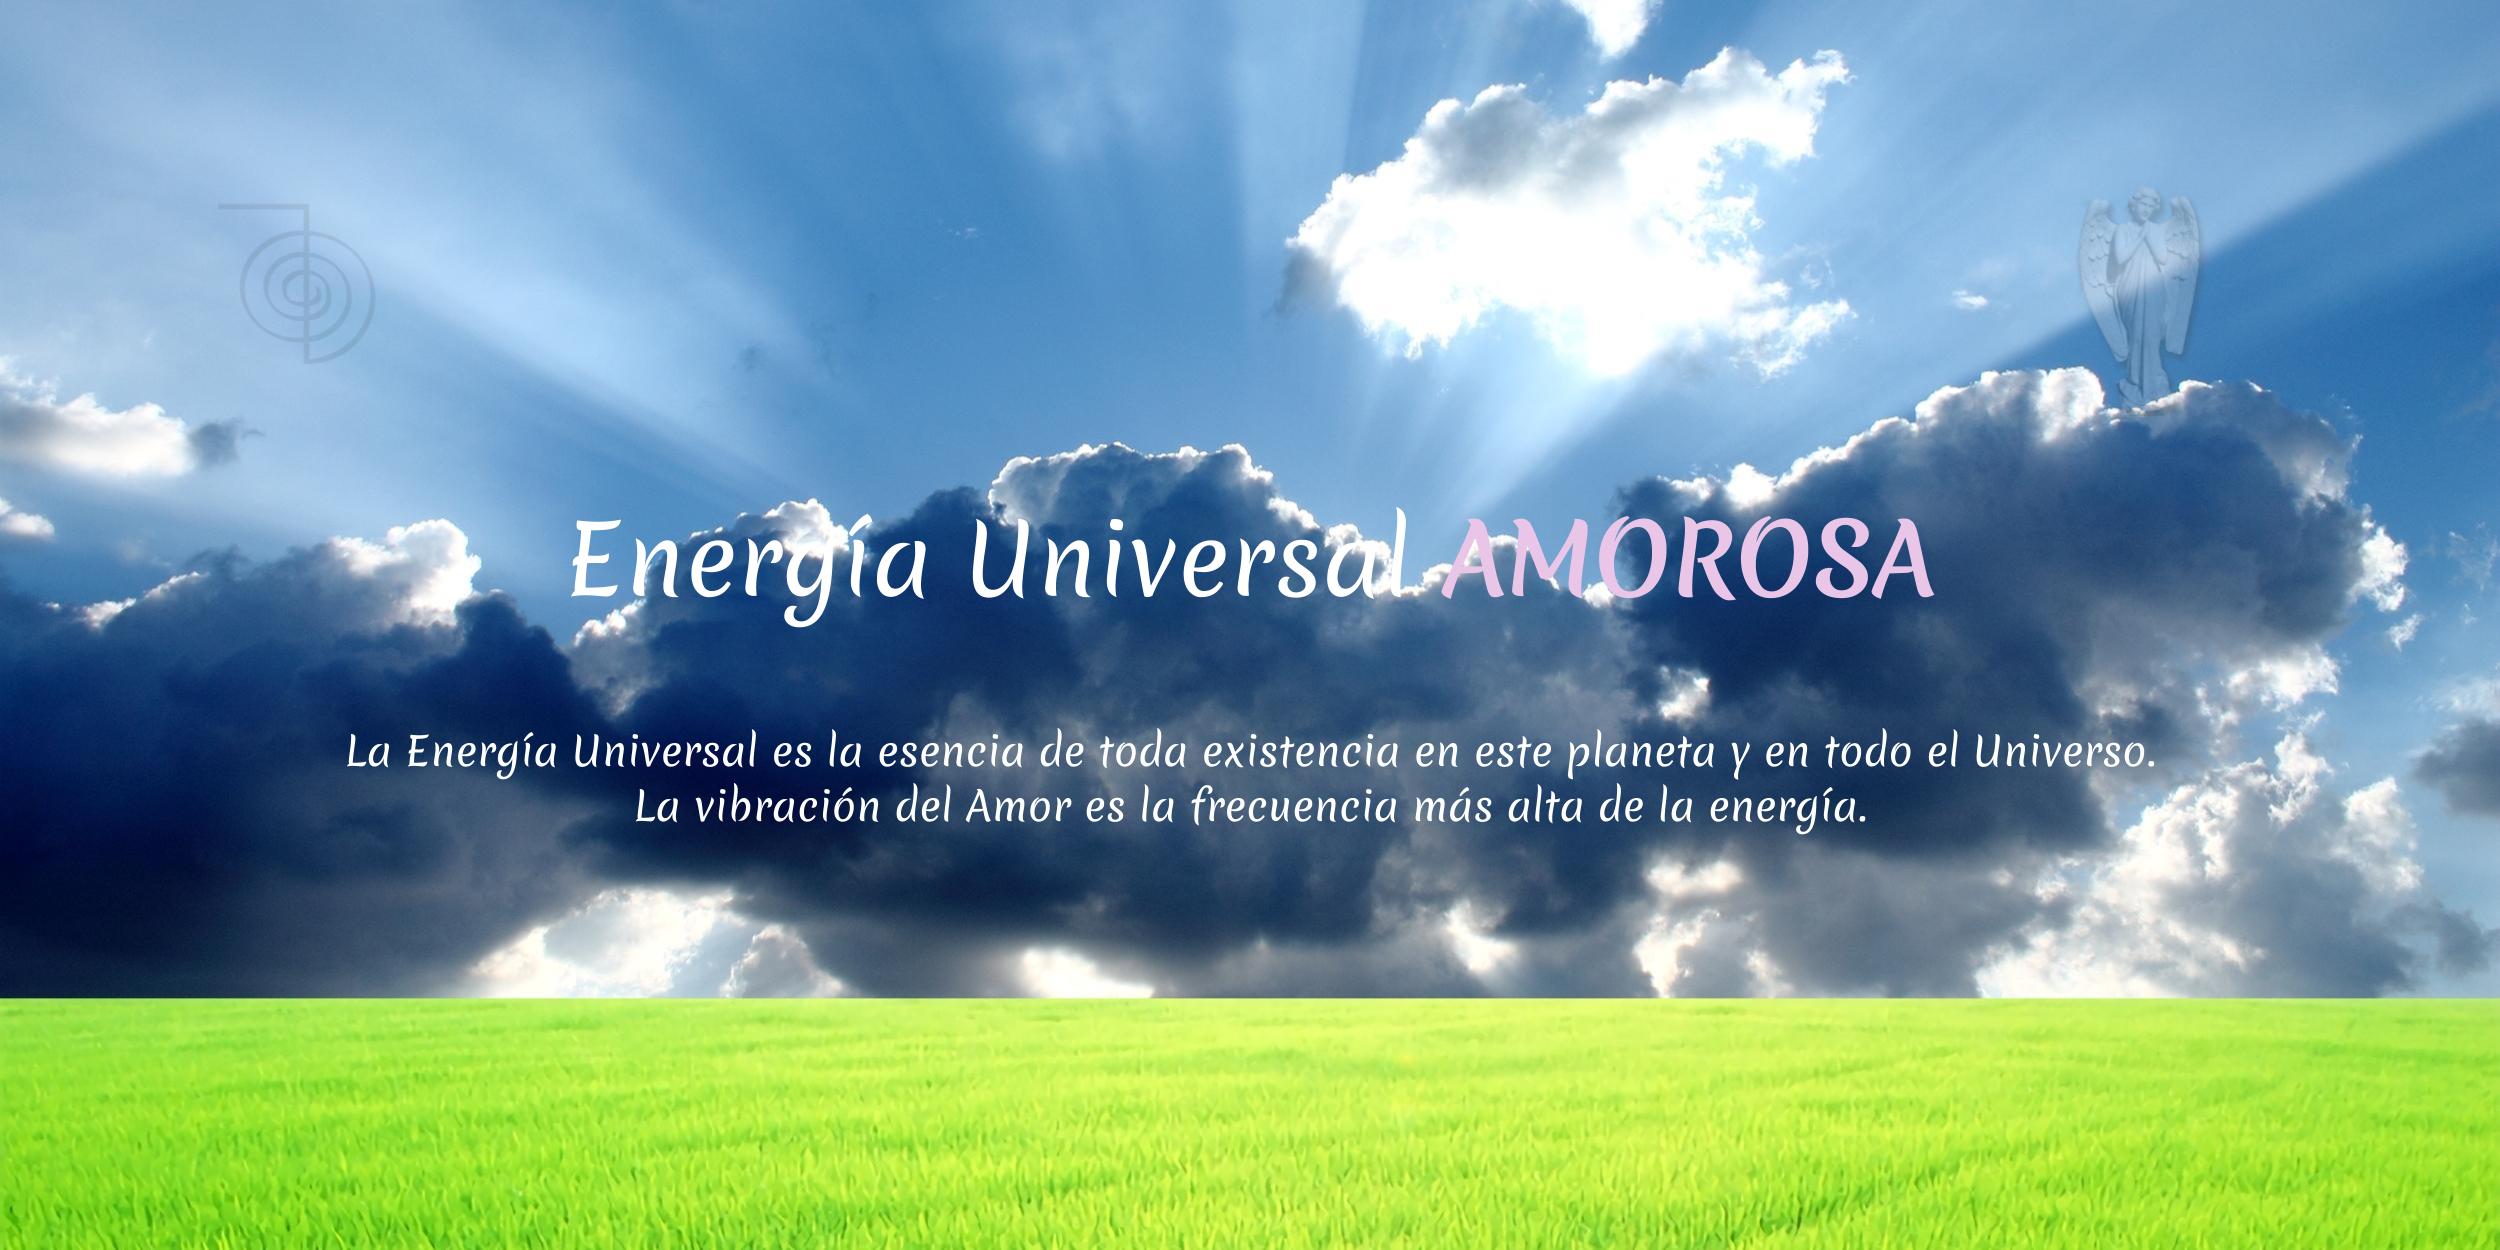 Energía Universal AMOROSA
La Energía Universal es la esencia de toda existencia en este planeta y en todo el Universo.
La vibración del Amor es la frecuencia más alta de la energía.